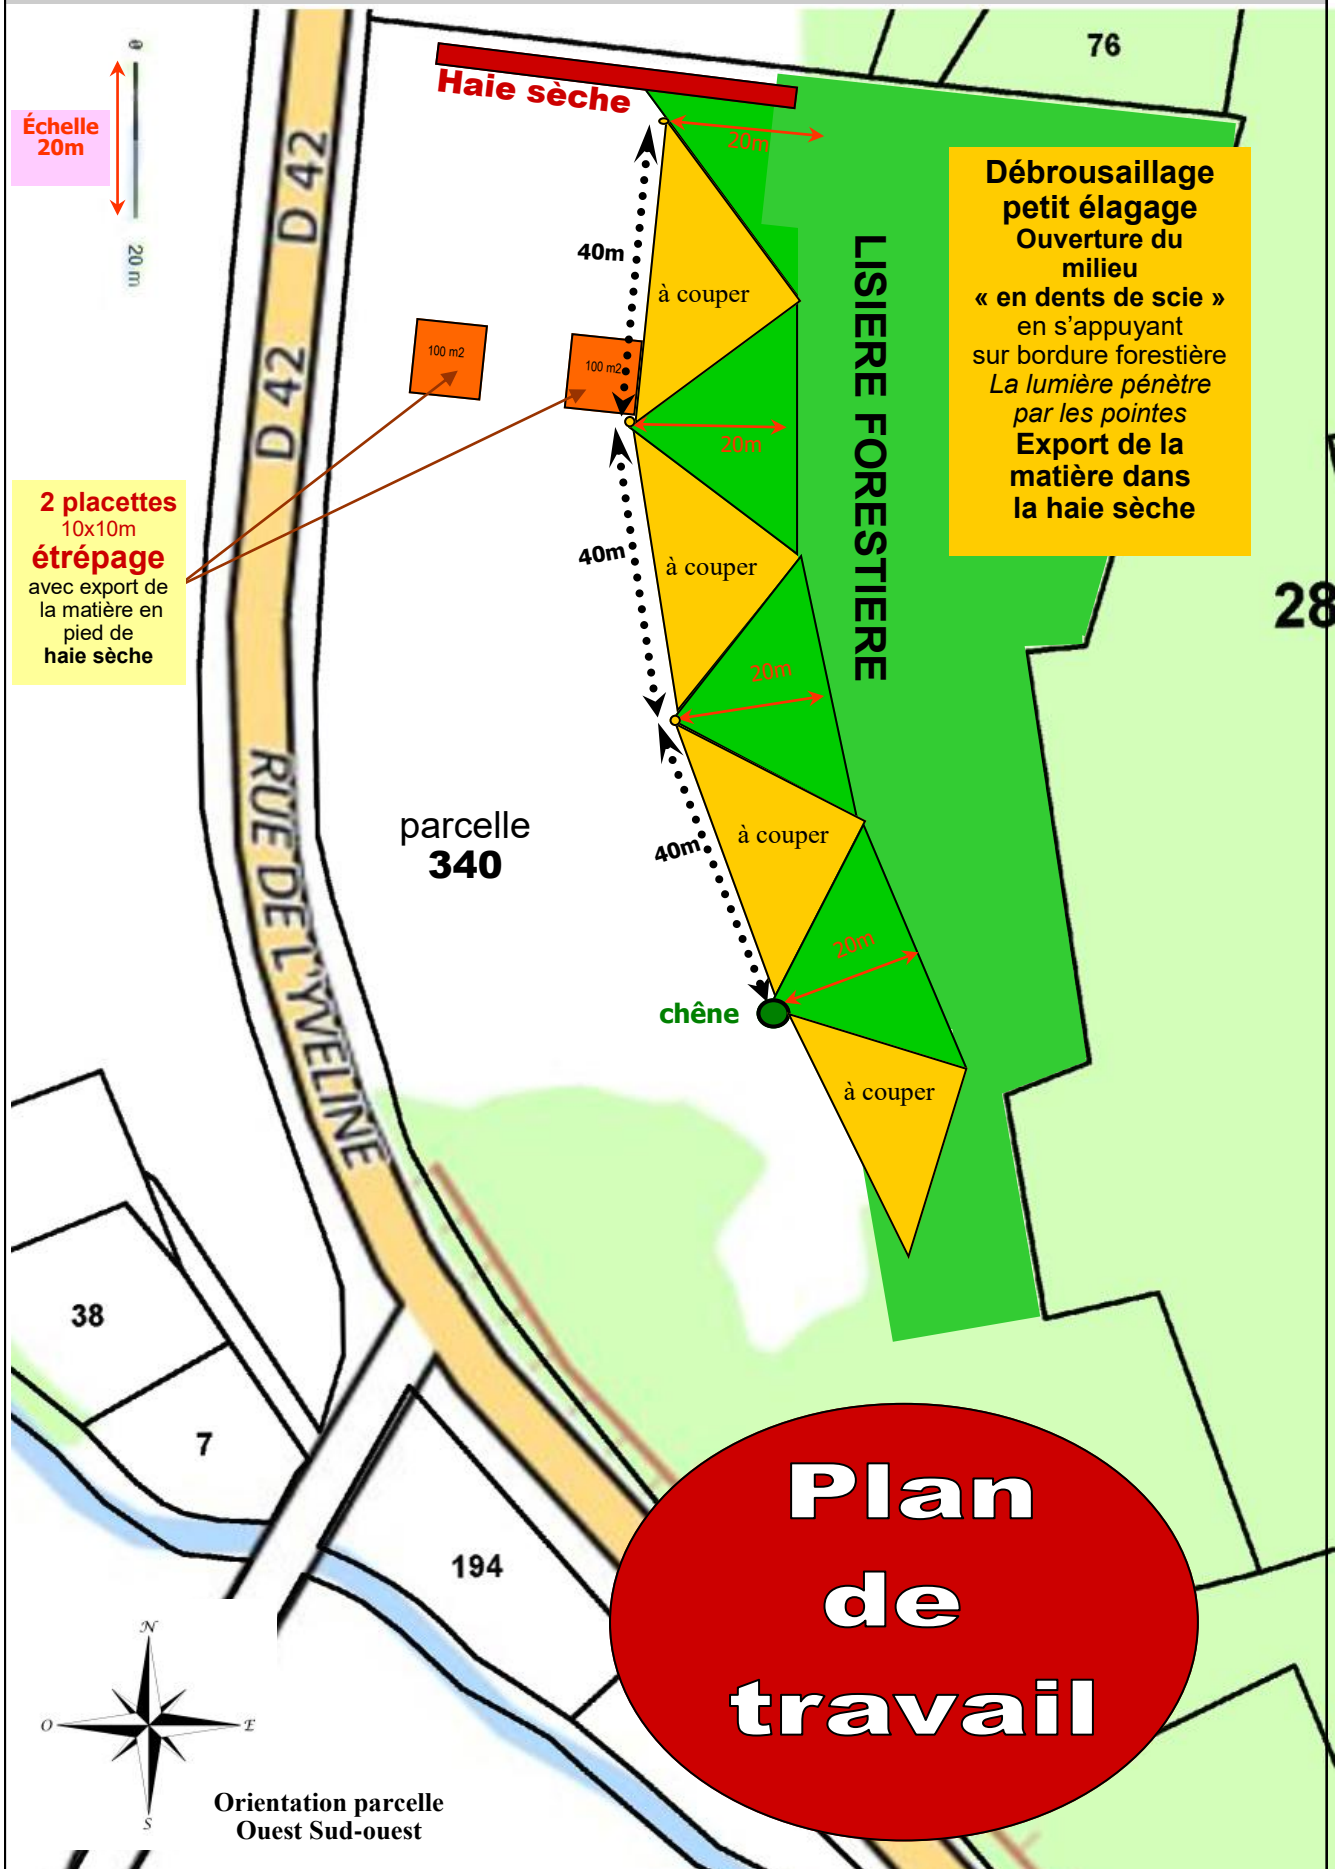 76
0
Échelle
20m
20 m
Haie sèche
20m
D 42
D 42
40m
à couper
100 m2
100 m2
20m
LISIERE FORESTIERE
Débrousaillage
petit élagage
Ouverture du
milieu
« en dents de scie »
en s’appuyant
sur bordure forestière
La lumière pénètre
par les pointes
Export de la
matière dans
la haie sèche
2 placettes
10x10m
étrépage
avec export de
la matière en
pied de
haie sèche
40m
à couper
28
20m
RUE DE L'YVELINE
parcelle
340
40m
à couper
20m
chêne
à couper
38
7
194
Plan
de
travail
N
O
E
S
Orientation parcelle
Ouest Sud-ouest